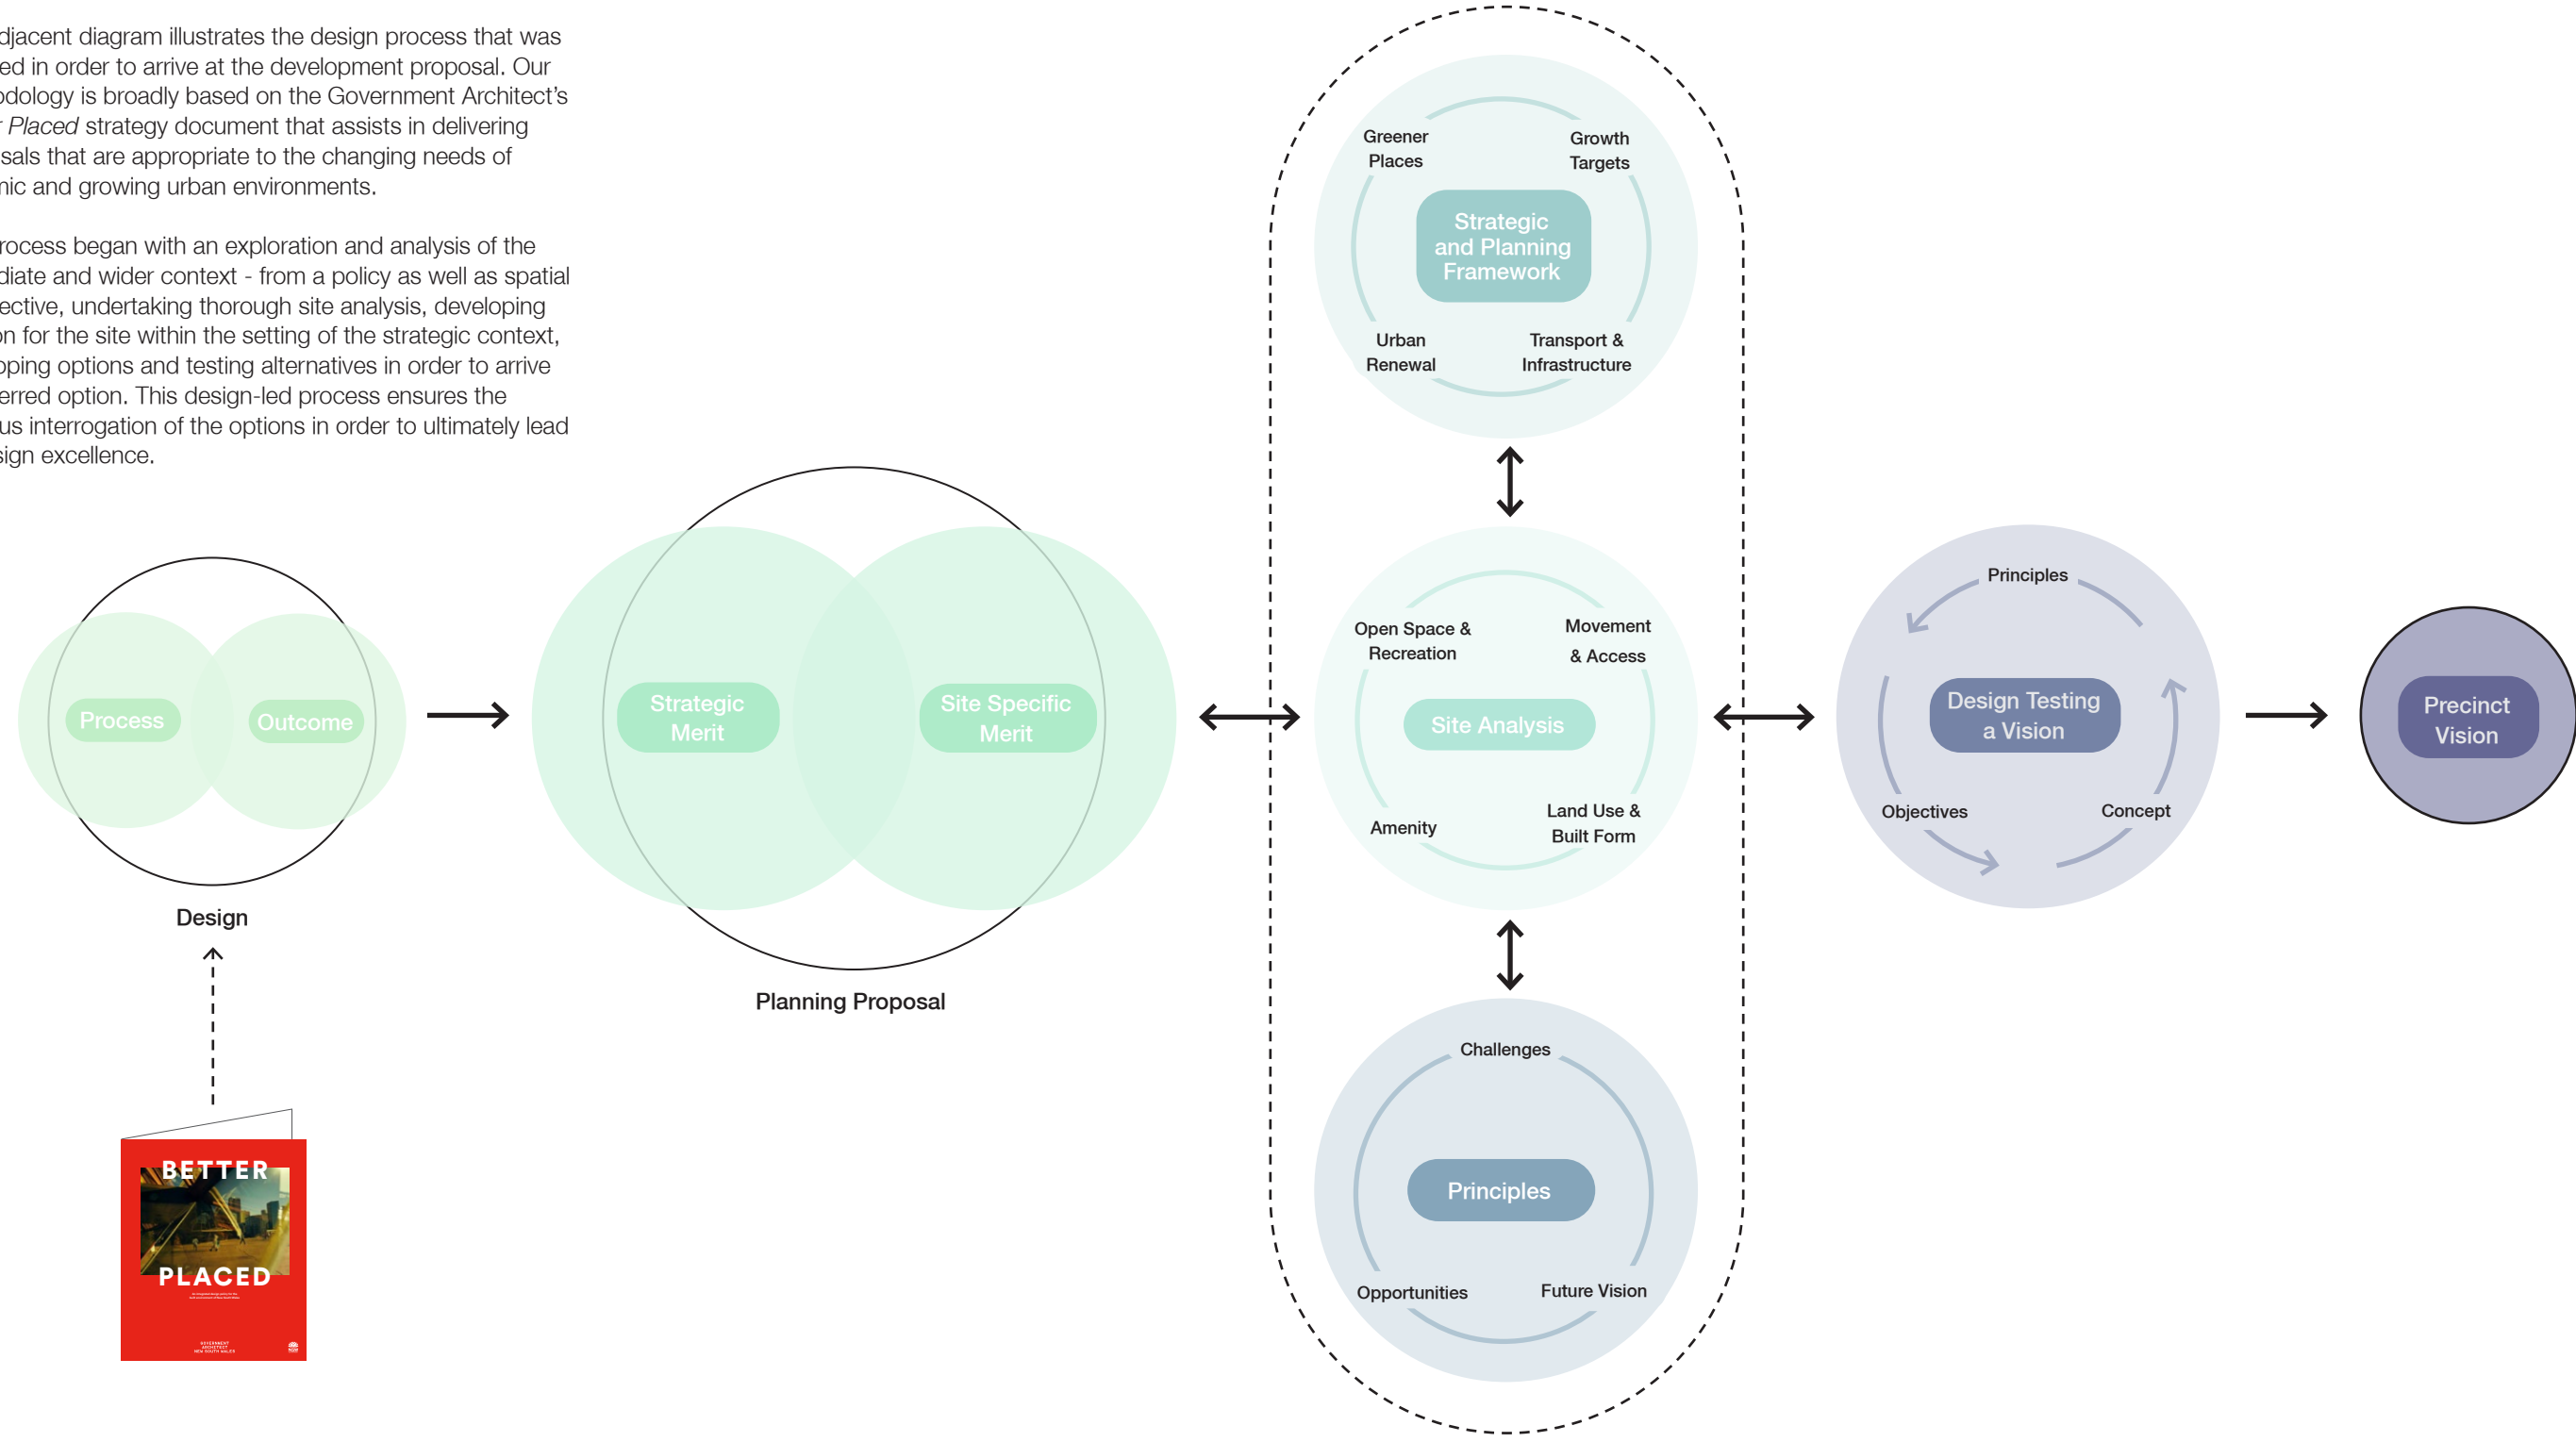 djacent diagram illustrates the design process that was
ed in order to arrive at the development proposal. Our
odology is broadly based on the Government Architect's
r Placed strategy document that assists in delivering
sals that are appropriate to the changing needs of
mic and growing urban environments.
rocess began with an exploration and analysis of the
diate and wider context - from a policy as well as spatial
ective, undertaking thorough site analysis, developing
on for the site within the setting of the strategic context,
oping options and testing alternatives in order to arrive
erred option. This design-led process ensures the
us interrogation of the options in order to ultimately lead
sign excellence.
Process
Outcome
Design
BETTER
PLACED
GOVERNMENT
ARCHITECT
NEW SOUTH WALES
Strategic
Merit
Site Specific
Merit
Planning Proposal
Greener
Places
Growth
Targets
Strategic
and Planning
Framework
Urban
Renewal
Transport &
Infrastructure
Open Space &
Recreation
Movement
& Access
Site Analysis
Amenity
Land Use &
Built Form
Challenges
Principles
Opportunities
Future Vision
Principles
Design Testing
a Vision
Objectives
Concept
Precinct
Vision